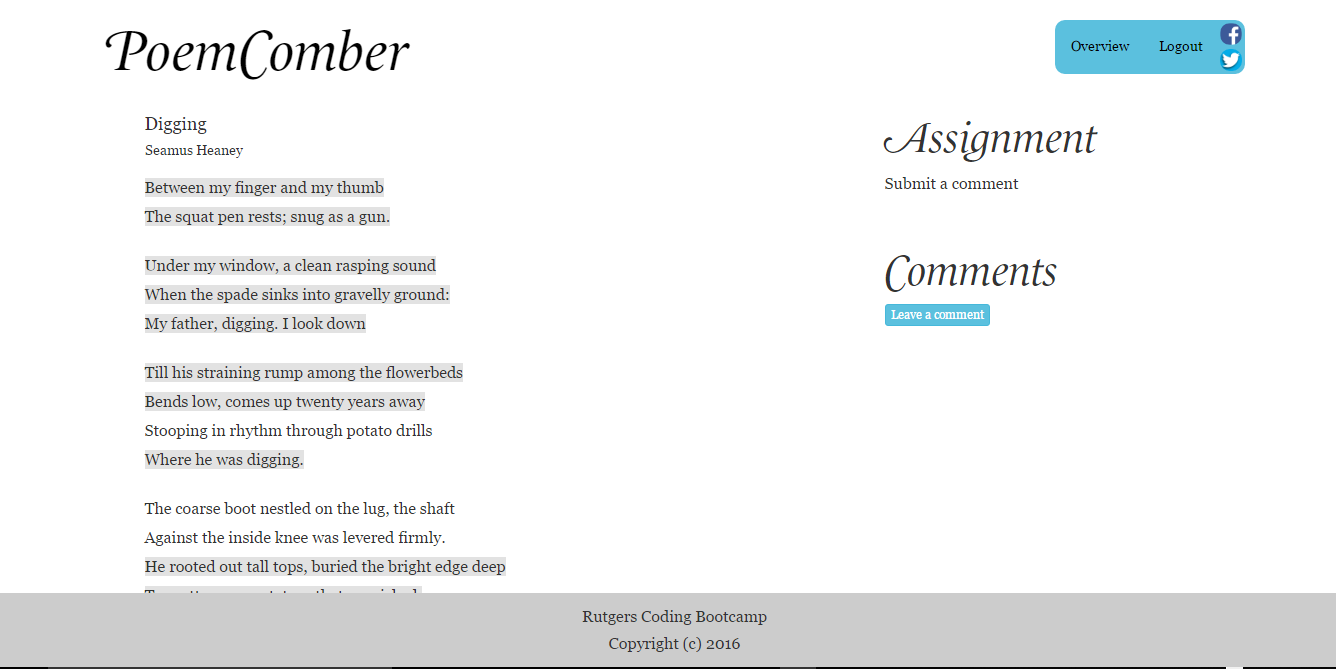 PoemComber
Overview Logout
Digging
Seamus Heaney
Between my finger and my thumb
The squat pen rests; snug as a gun.
Under my window, a clean rasping sound
When the spade sinks into gravelly ground:
My father, digging. I look down
Till his straining rump among the flowerbeds
Bends low, comes up twenty years away
Stooping in rhythm through potato drills
Where he was digging.
The coarse boot nestled on the lug, the shaft
Against the inside knee was levered firmly.
He rooted out tall tops, buried the bright edge deep
Assignment
Submit a comment
Comments
Leave a comment
Rutgers Coding Bootcamp
Copyright (c) 2016